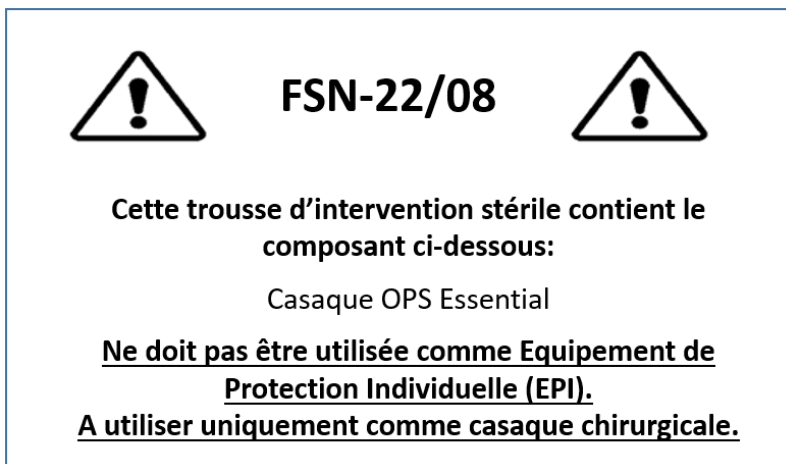 FSN-22/08
Cette trousse d’intervention stérile contient le
composant ci-dessous:
Casaque OPS Essential
Ne doit pas être utilisée comme Equipement de
Protection Individuelle (EPI).
A utiliser uniquement comme casaque chirurgicale.